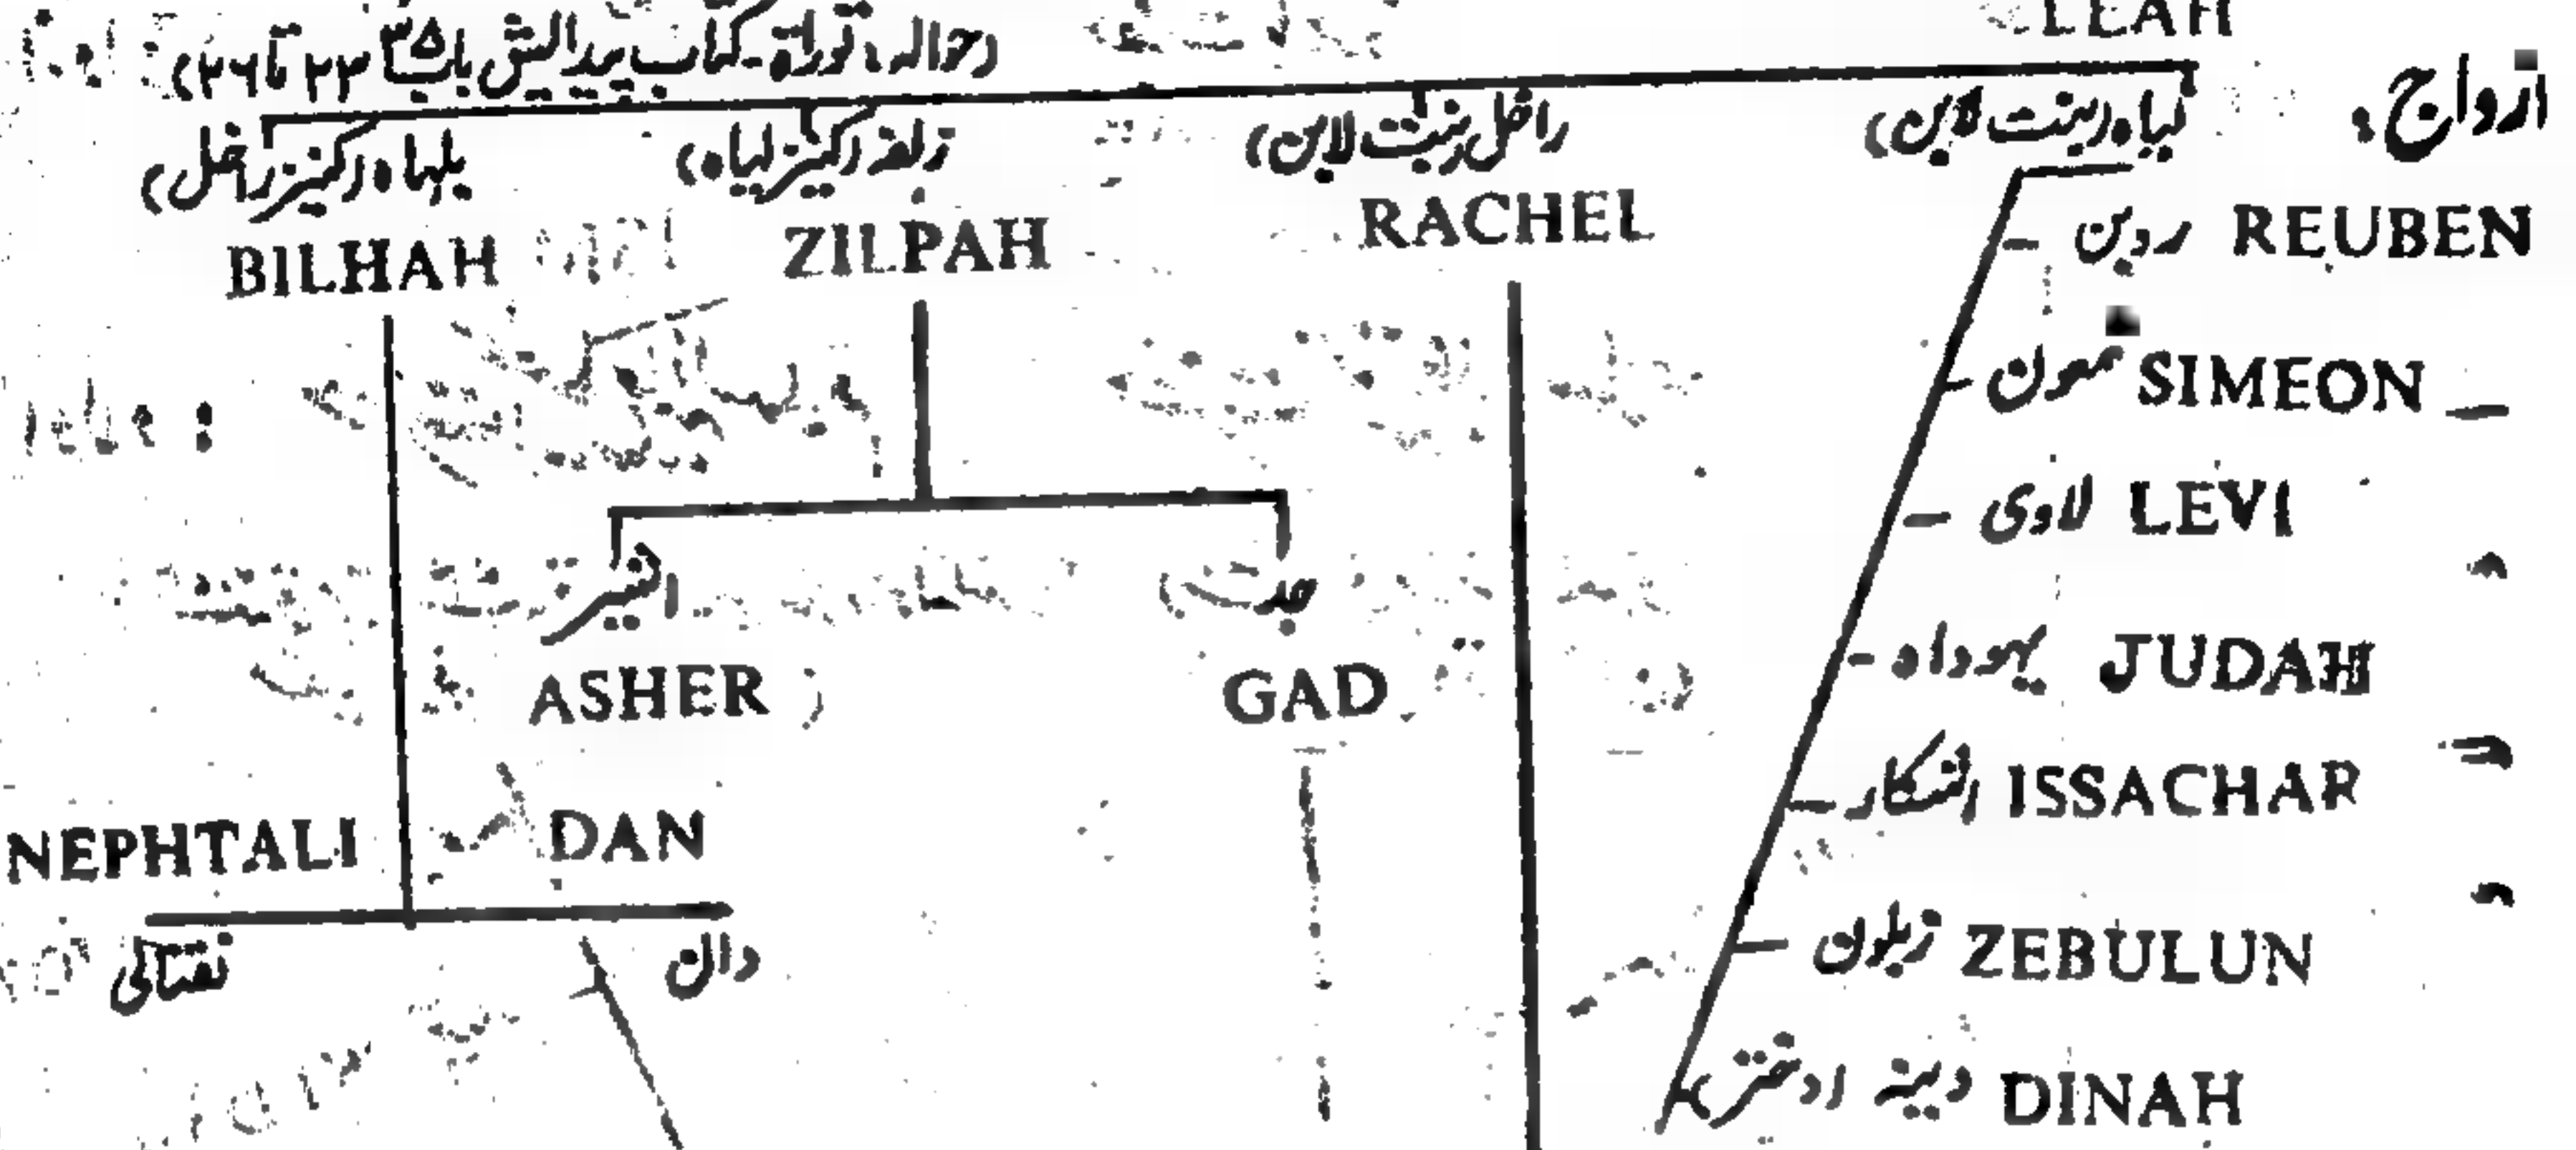 LEAH
(حوالہ: توراۃ - کتاب پیدائش باب ۳۵ ۲۳ تا ۲۶)
ازواج:
لیاہ (بنت لابن)
راخل (بنت لابن)
زلفہ (کنیز لیاہ)
بلہاہ (کنیز راخل)
RACHEL
ZILPAH
BILHAH
روبن REUBEN
شمعون SIMEON
لاوی LEVI
یہوداہ JUDAH
اشکار ISSACHAR
زبلون ZEBULUN
دینہ (دختر) DINAH
جد
GAD
اشیر
ASHER
DAN
NEPHTALI
دان
نفتالی